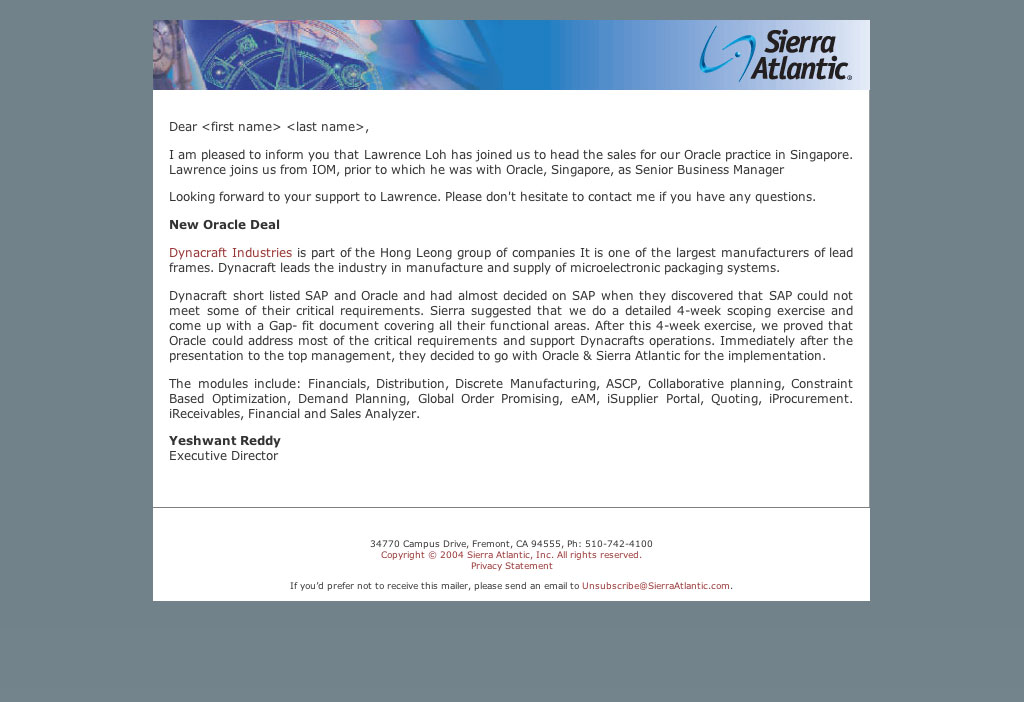 Sierra
Atlantic®
Dear <first name> <last name>,
I am pleased to inform you that Lawrence Loh has joined us to head the sales for our Oracle practice in Singapore.
Lawrence joins us from IOM, prior to which he was with Oracle, Singapore, as Senior Business Manager
Looking forward to your support to Lawrence. Please don't hesitate to contact me if you have any questions.
New Oracle Deal
Dynacraft Industries is part of the Hong Leong group of companies It is one of the largest manufacturers of lead
frames. Dynacraft leads the industry in manufacture and supply of microelectronic packaging systems.
Dynacraft short listed SAP and Oracle and had almost decided on SAP when they discovered that SAP could not
meet some of their critical requirements. Sierra suggested that we do a detailed 4-week scoping exercise and
come up with a Gap- fit document covering all their functional areas. After this 4-week exercise, we proved that
Oracle could address most of the critical requirements and support Dynacrafts operations. Immediately after the
presentation to the top management, they decided to go with Oracle & Sierra Atlantic for the implementation.
The modules include: Financials, Distribution, Discrete Manufacturing, ASCP, Collaborative planning, Constraint
Based Optimization, Demand Planning, Global Order Promising, eAM, iSupplier Portal, Quoting, iProcurement.
iReceivables, Financial and Sales Analyzer.
Yeshwant Reddy
Executive Director
34770 Campus Drive, Fremont, CA 94555, Ph: 510-742-4100
Copyright © 2004 Sierra Atlantic, Inc. All rights reserved.
Privacy Statement
If you'd prefer not to receive this mailer, please send an email to Unsubscribe@SierraAtlantic.com.